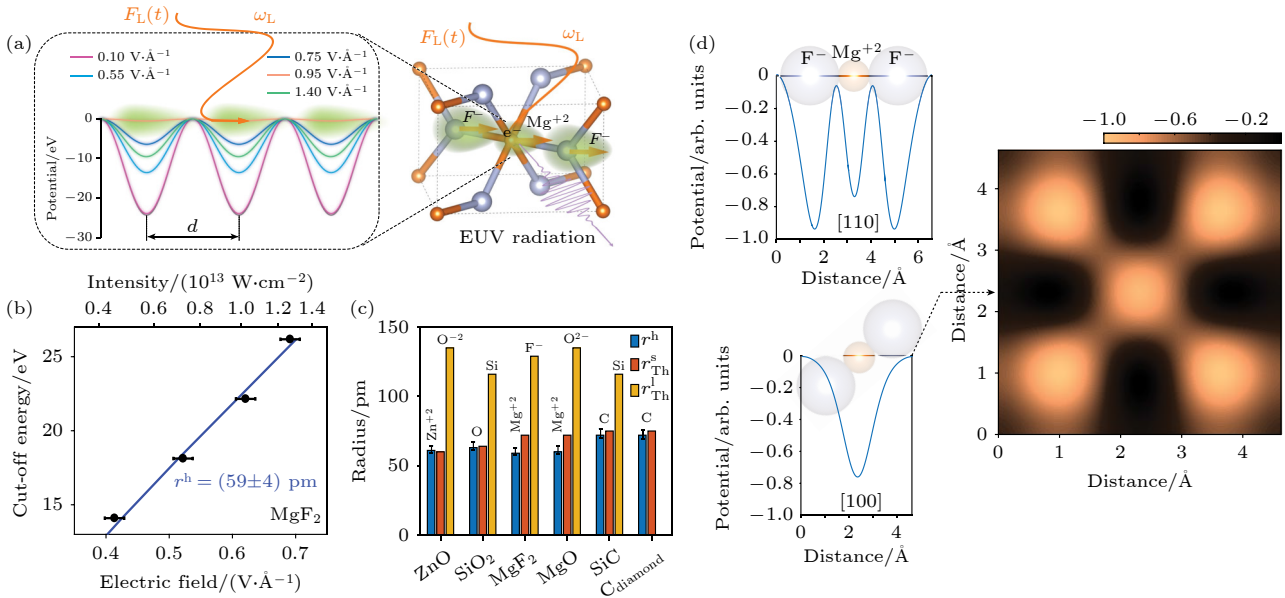 (a)
F_L(t)
ω_L
0.10 V·Å⁻¹
0.55 V·Å⁻¹
0.75 V·Å⁻¹
0.95 V·Å⁻¹
1.40 V·Å⁻¹
Potential/eV
0
−10
−20
−30
d
F_L(t)
ω_L
F⁻
e⁻
Mg⁺²
F⁻
EUV radiation
(b)
Intensity/(10¹³ W·cm⁻²)
0.4 0.6 0.8 1.0 1.2 1.4
Cut-off energy/eV
25
20
15
r^h = (59±4) pm
MgF₂
0.4 0.5 0.6 0.7
Electric field/(V·Å⁻¹)
(c)
Radius/pm
150
100
50
0
r^h
r^s_Th
r^l_Th
Zn⁺²
O⁻²
O
Si
Mg⁺²
F⁻
Mg⁺²
O²⁻
C
Si
C
ZnO
SiO₂
MgF₂
MgO
SiC
C_diamond
(d)
F⁻ Mg⁺² F⁻
Potential/arb. units
0
−0.2
−0.4
−0.6
−0.8
−1.0
[110]
0 2 4 6
Distance/Å
Potential/arb. units
0
−0.2
−0.4
−0.6
−0.8
−1.0
[100]
0 2 4
Distance/Å
−1.0 −0.6 −0.2
Distance/Å
4
3
2
1
0
0 1 2 3 4
Distance/Å